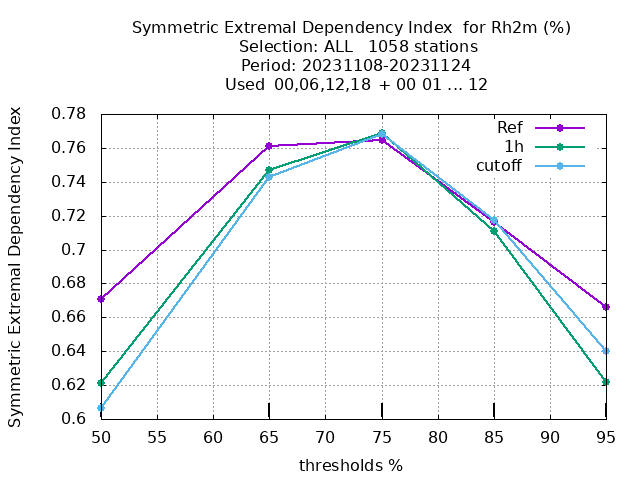 Symmetric Extremal Dependency Index  for Rh2m (%)
Selection: ALL   1058 stations
Period: 20231108-20231124
Used  00,06,12,18  + 00 01 ... 12
Symmetric Extremal Dependency Index
0.78
0.76
0.74
0.72
0.7
0.68
0.66
0.64
0.62
0.6
Ref
1h
cutoff
50 55 60 65 70 75 80 85 90 95
thresholds %